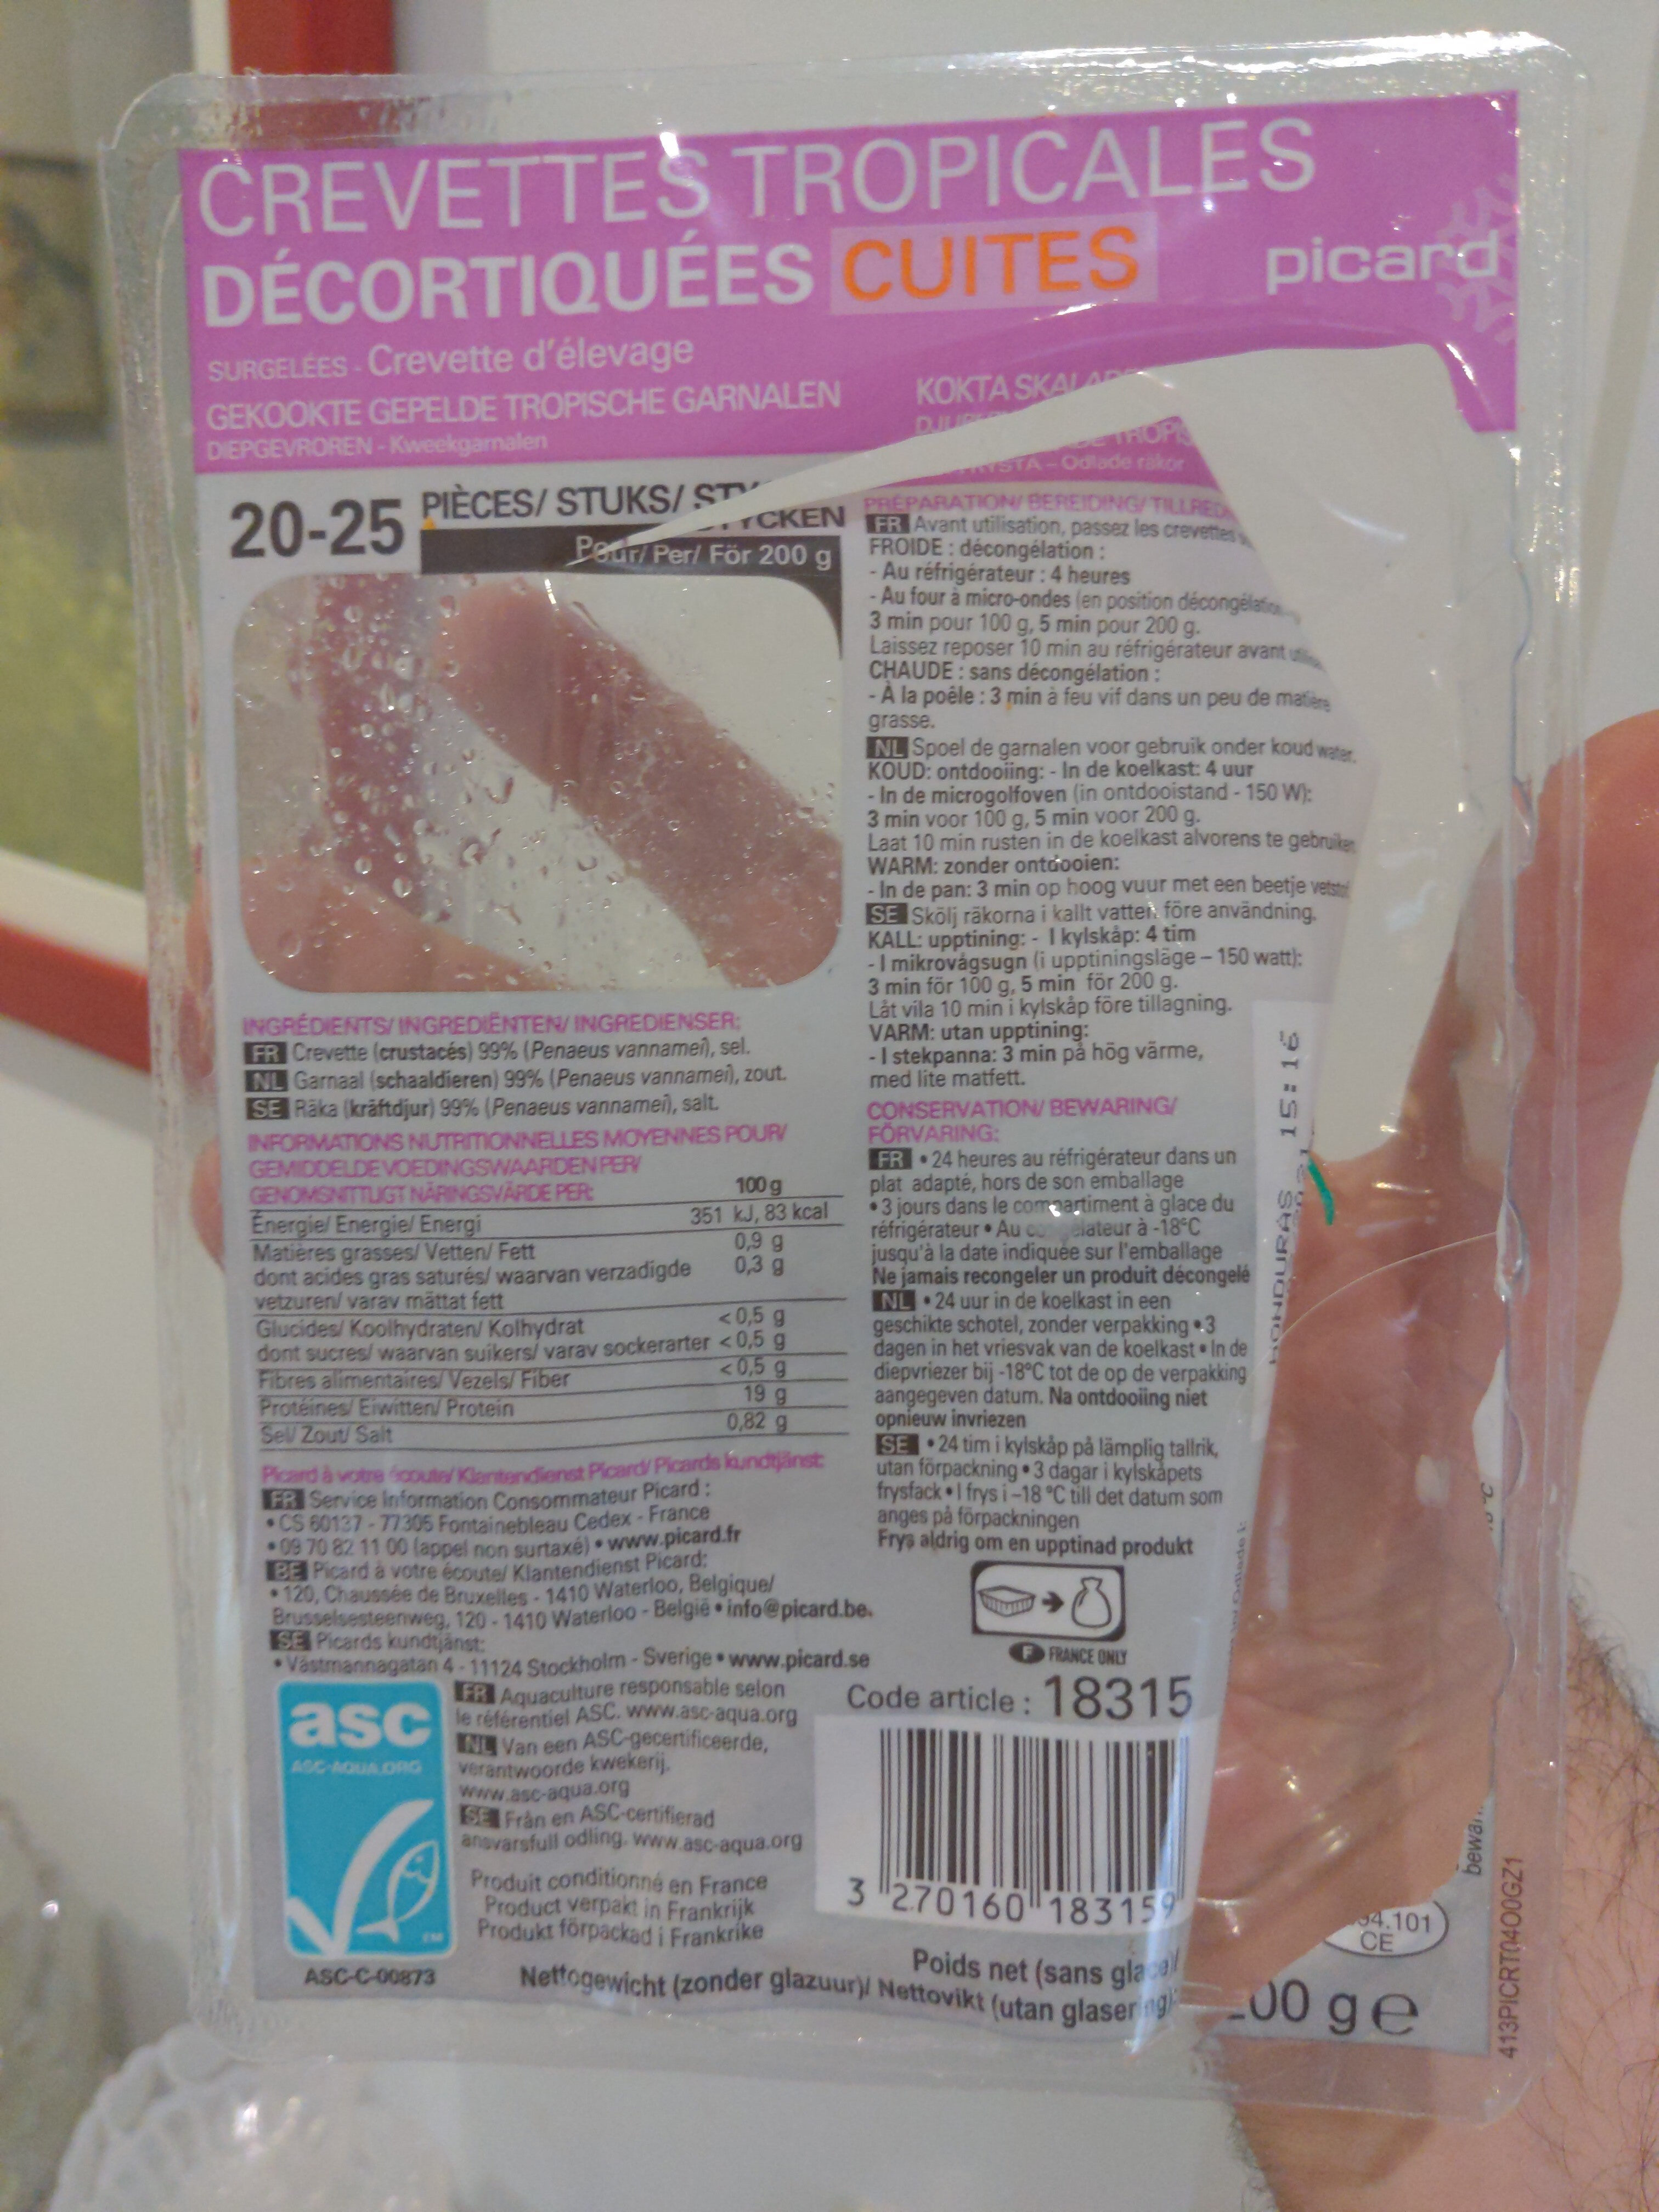 CREVETTES TROPICALES
DÉCORTIQUÉES CUITES
picard
SURGELÉES - Crevette d'élevage
GEKOOKTE GEPELDE TROPISCHE GARNALEN
DIEPGEVROREN - Kweekgarnalen
KOKTA
Odlade räkor
20-25 PIÈCES/ STUKS/
Pour/ Per/ För 200 g
PRÉPARATION/ BEREIDING/
FR Avant utilisation, passez les crevettes
FROIDE : décongélation :
- Au réfrigérateur : 4 heures
- Au four à micro-ondes (en position décongélation
3 min pour 100 g, 5 min pour 200 g.
Laissez reposer 10 min au réfrigérateur avant
CHAUDE : sans décongélation :
- À la poêle : 3 min à feu vif dans un peu de matière
grasse.
NL Spoel de garnalen voor gebruik onder koud water.
KOUD: ontdooiing: - In de koelkast: 4 uur
- In de microgolfoven (in ontdooistand - 150 W):
3 min voor 100 g, 5 min voor 200 g.
Laat 10 min rusten in de koelkast alvorens te gebruiken
WARM: zonder ontdooien:
- In de pan: 3 min op hoog vuur met een beetje vetstof
SE Skölj räkorna i kallt vatten före användning.
KALL: upptining: - I kylskåp: 4 tim
- I mikrovågsugn (i upptiningsläge – 150 watt):
3 min för 100 g, 5 min för 200 g.
Låt vila 10 min i kylskåp före tillagning.
VARM: utan upptining:
- I stekpanna: 3 min på hög värme,
med lite matfett.
INGRÉDIENTS/ INGREDIËNTEN/ INGREDIENSER:
FR Crevette (crustacés) 99% (Penaeus vannamei), sel.
NL Garnaal (schaaldieren) 99% (Penaeus vannamei), zout.
SE Räka (kräftdjur) 99% (Penaeus vannamei), salt.
INFORMATIONS NUTRITIONNELLES MOYENNES POUR/
GEMIDDELDE VOEDINGSWAARDEN PER/
GENOMSNITTLIGT NÄRINGSVÄRDE PER: 100 g
Énergie/ Energie/ Energi 351 kJ, 83 kcal
Matières grasses/ Vetten/ Fett 0,9 g
dont acides gras saturés/ waarvan verzadigde 0,3 g
vetzuren/ varav mättat fett
Glucides/ Koolhydraten/ Kolhydrat <0,5 g
dont sucres/ waarvan suikers/ varav sockerarter <0,5 g
Fibres alimentaires/ Vezels/ Fiber <0,5 g
Protéines/ Eiwitten/ Protein 19 g
Sel/ Zout/ Salt 0,82 g
CONSERVATION/ BEWARING/
FÖRVARING:
FR • 24 heures au réfrigérateur dans un
plat adapté, hors de son emballage
• 3 jours dans le compartiment à glace du
réfrigérateur • Au congélateur à -18°C
jusqu'à la date indiquée sur l'emballage
Ne jamais recongeler un produit décongelé
NL • 24 uur in de koelkast in een
geschikte schotel, zonder verpakking • 3
dagen in het vriesvak van de koelkast • In de
diepvriezer bij -18°C tot de op de verpakking
aangegeven datum. Na ontdooiing niet
opnieuw invriezen
SE • 24 tim i kylskåp på lämplig tallrik,
utan förpackning • 3 dagar i kylskåpets
frysfack • I frys i –18 °C till det datum som
anges på förpackningen
Frys aldrig om en upptinad produkt
HONDURAS 15:16
Picard à votre écoute/ Klantendienst Picard/ Picards kundtjänst:
FR Service Information Consommateur Picard :
• CS 60137 - 77305 Fontainebleau Cedex - France
• 09 70 82 11 00 (appel non surtaxé) • www.picard.fr
BE Picard à votre écoute/ Klantendienst Picard:
• 120, Chaussée de Bruxelles - 1410 Waterloo, Belgique/
Brusselsesteenweg, 120 - 1410 Waterloo - België • info@picard.be.
SE Picards kundtjänst:
• Västmannagatan 4 - 11124 Stockholm - Sverige • www.picard.se
F FRANCE ONLY
asc
ASC-AQUA.ORG
TM
ASC-C-00873
FR Aquaculture responsable selon
le référentiel ASC. www.asc-aqua.org
NL Van een ASC-gecertificeerde,
verantwoorde kwekerij.
www.asc-aqua.org
SE Från en ASC-certifierad
ansvarsfull odling. www.asc-aqua.org
Produit conditionné en France
Product verpakt in Frankrijk
Produkt förpackad i Frankrike
Code article : 18315
3 270160 183159
Poids net (sans glace)/
Nettogewicht (zonder glazuur)/ Nettovikt (utan glasering):
00 g e
.101
CE
413PICRT0400GZ1